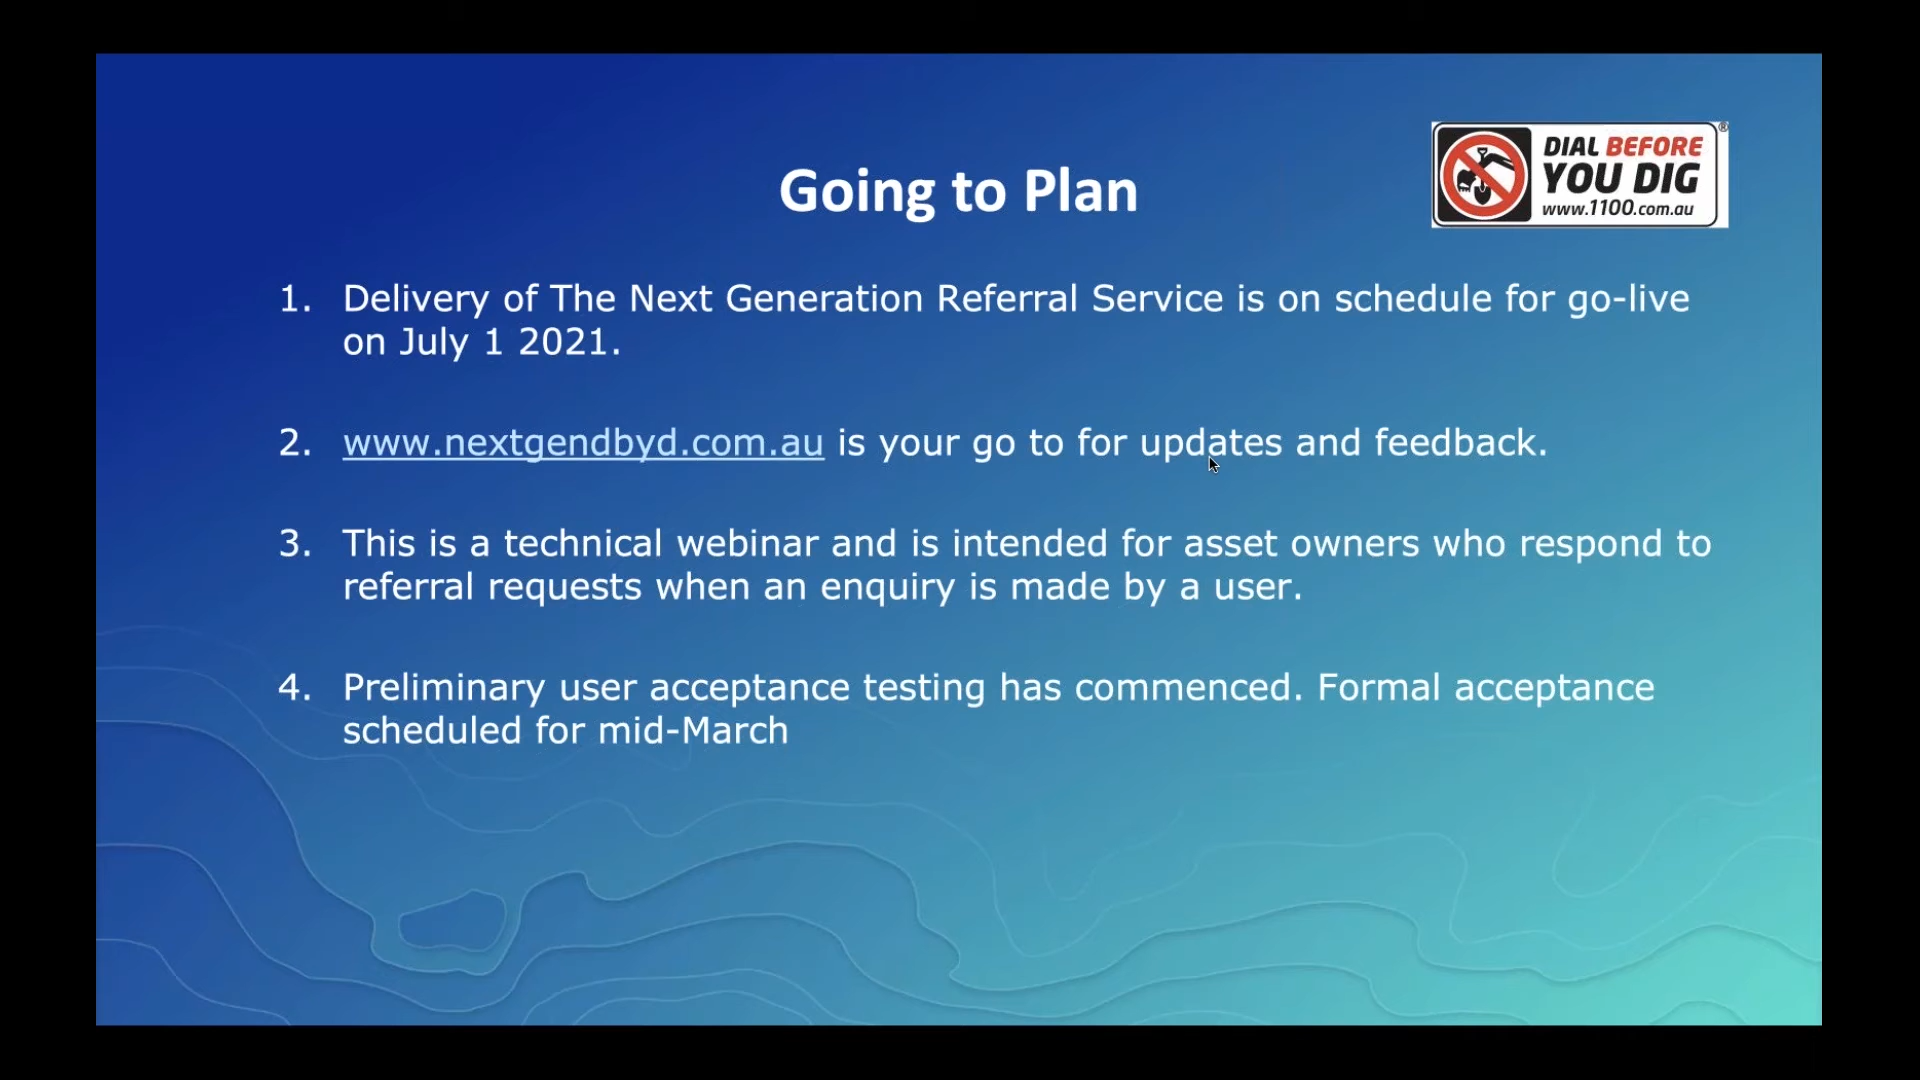 Going to Plan
DIAL BEFORE
YOU DIG
www.1100.com.au
®
1. Delivery of The Next Generation Referral Service is on schedule for go-live
on July 1 2021.
2. www.nextgendbyd.com.au is your go to for updates and feedback.
3. This is a technical webinar and is intended for asset owners who respond to
referral requests when an enquiry is made by a user.
4. Preliminary user acceptance testing has commenced. Formal acceptance
scheduled for mid-March